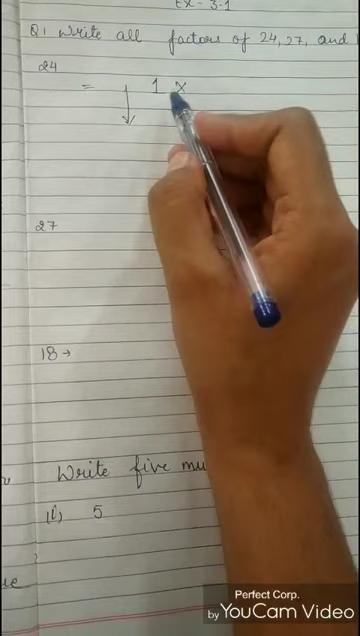 Ex - 3.1
Q1 Write all factors of 24, 27, and
24
= ↓ 1 ×
27
18 →
Write five mu
(i) 5
ue
Perfect Corp.
by YouCam Video